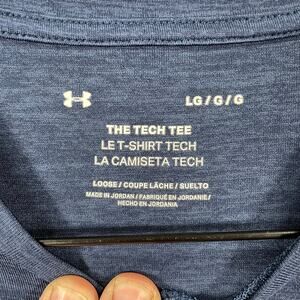 LG / G / G
THE TECH TEE
LE T-SHIRT TECH
LA CAMISETA TECH
LOOSE / COUPE LÂCHE / SUELTO
MADE IN JORDAN / FABRIQUÉ EN JORDANIE /
HECHO EN JORDANIA